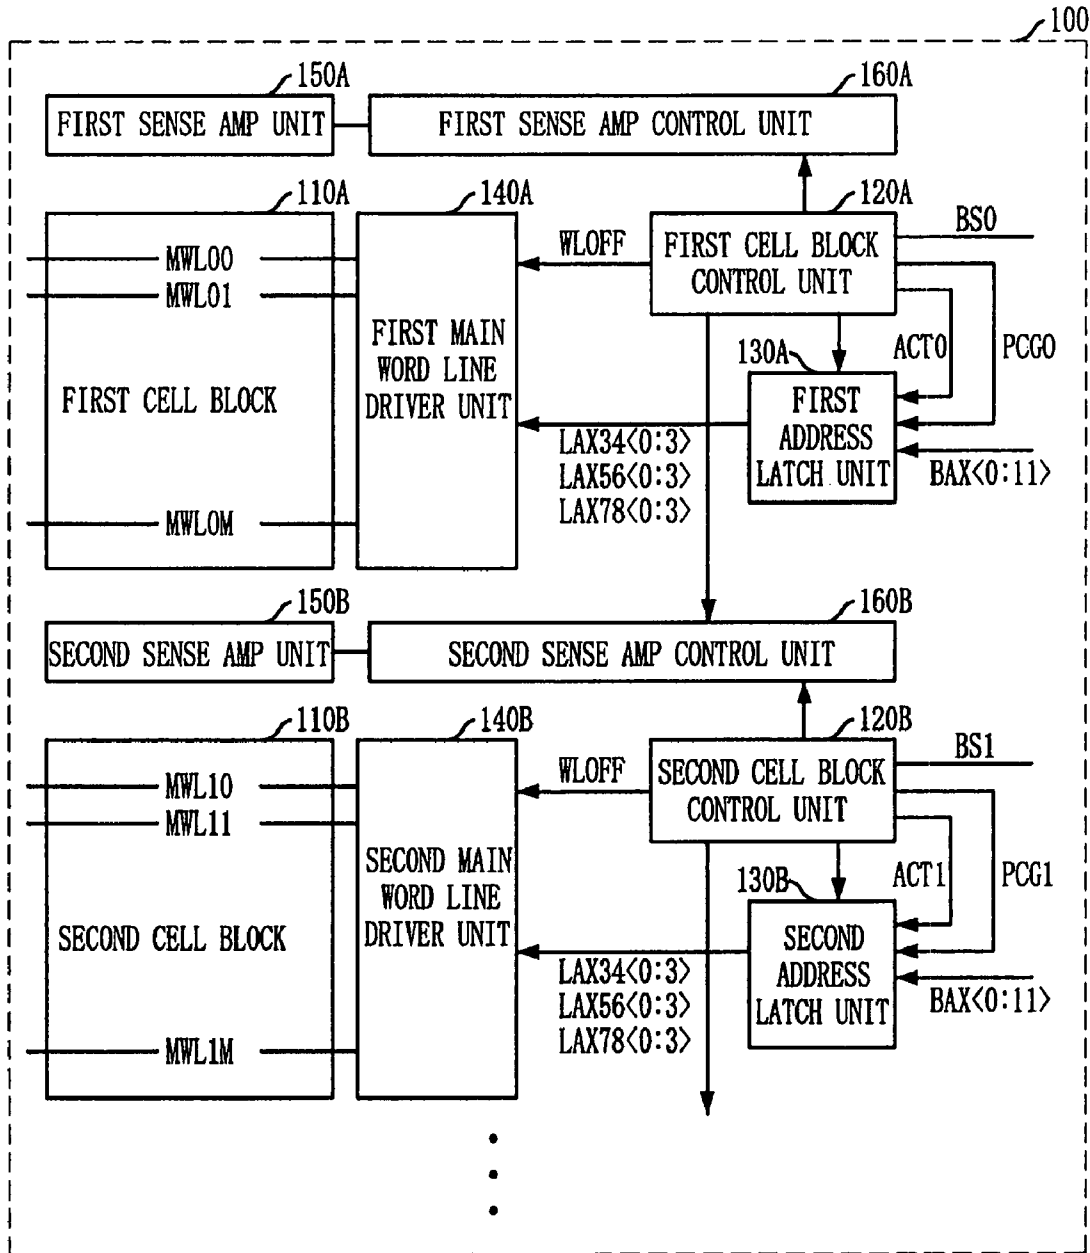 100
150A
160A
FIRST SENSE AMP UNIT
FIRST SENSE AMP CONTROL UNIT
110A
140A
120A
BS0
MWL00
MWL01
WLOFF
FIRST CELL BLOCK
CONTROL UNIT
FIRST MAIN
WORD LINE
DRIVER UNIT
130A
ACT0
PCG0
FIRST CELL BLOCK
FIRST
ADDRESS
LATCH UNIT
LAX34<0:3>
LAX56<0:3>
LAX78<0:3>
BAX<0:11>
MWL0M
150B
160B
SECOND SENSE AMP UNIT
SECOND SENSE AMP CONTROL UNIT
110B
140B
120B
BS1
MWL10
MWL11
WLOFF
SECOND CELL BLOCK
CONTROL UNIT
SECOND MAIN
WORD LINE
DRIVER UNIT
130B
ACT1
PCG1
SECOND CELL BLOCK
SECOND
ADDRESS
LATCH UNIT
LAX34<0:3>
LAX56<0:3>
LAX78<0:3>
BAX<0:11>
MWL1M